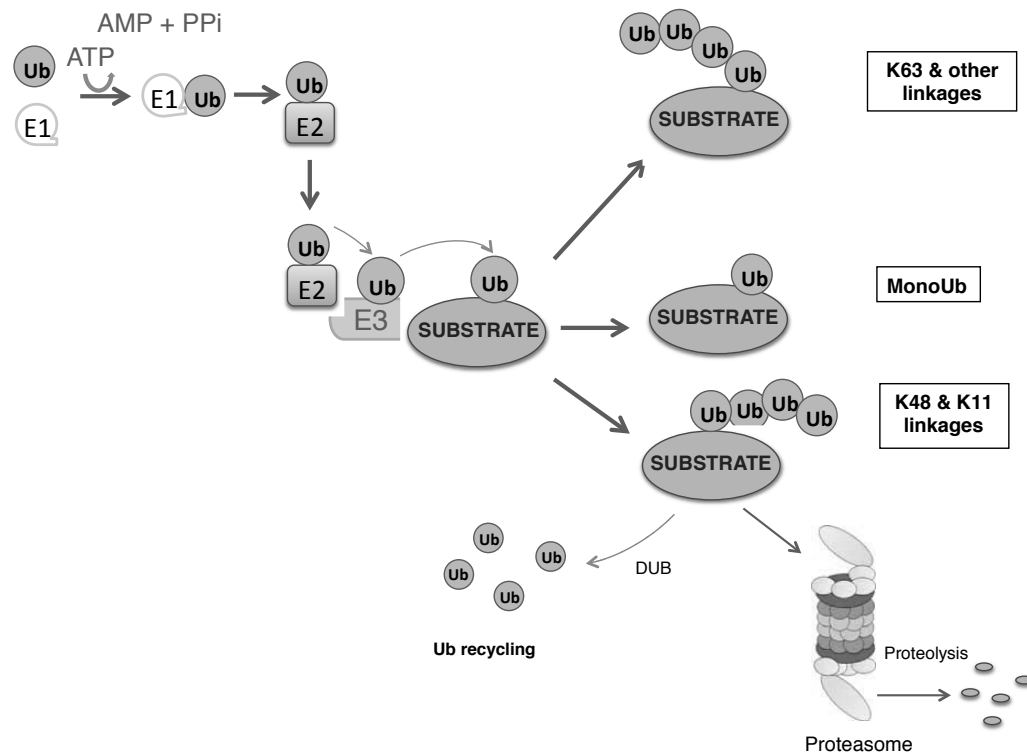 AMP + PPi
ATP
Ub
E1
E1
Ub
Ub
E2
Ub
E2
Ub
E3
Ub
SUBSTRATE
Ub
Ub
Ub
Ub
SUBSTRATE
K63 & other
linkages
Ub
SUBSTRATE
MonoUb
Ub
Ub
Ub
Ub
SUBSTRATE
K48 & K11
linkages
DUB
Ub
Ub
Ub
Ub
Ub recycling
Proteolysis
Proteasome